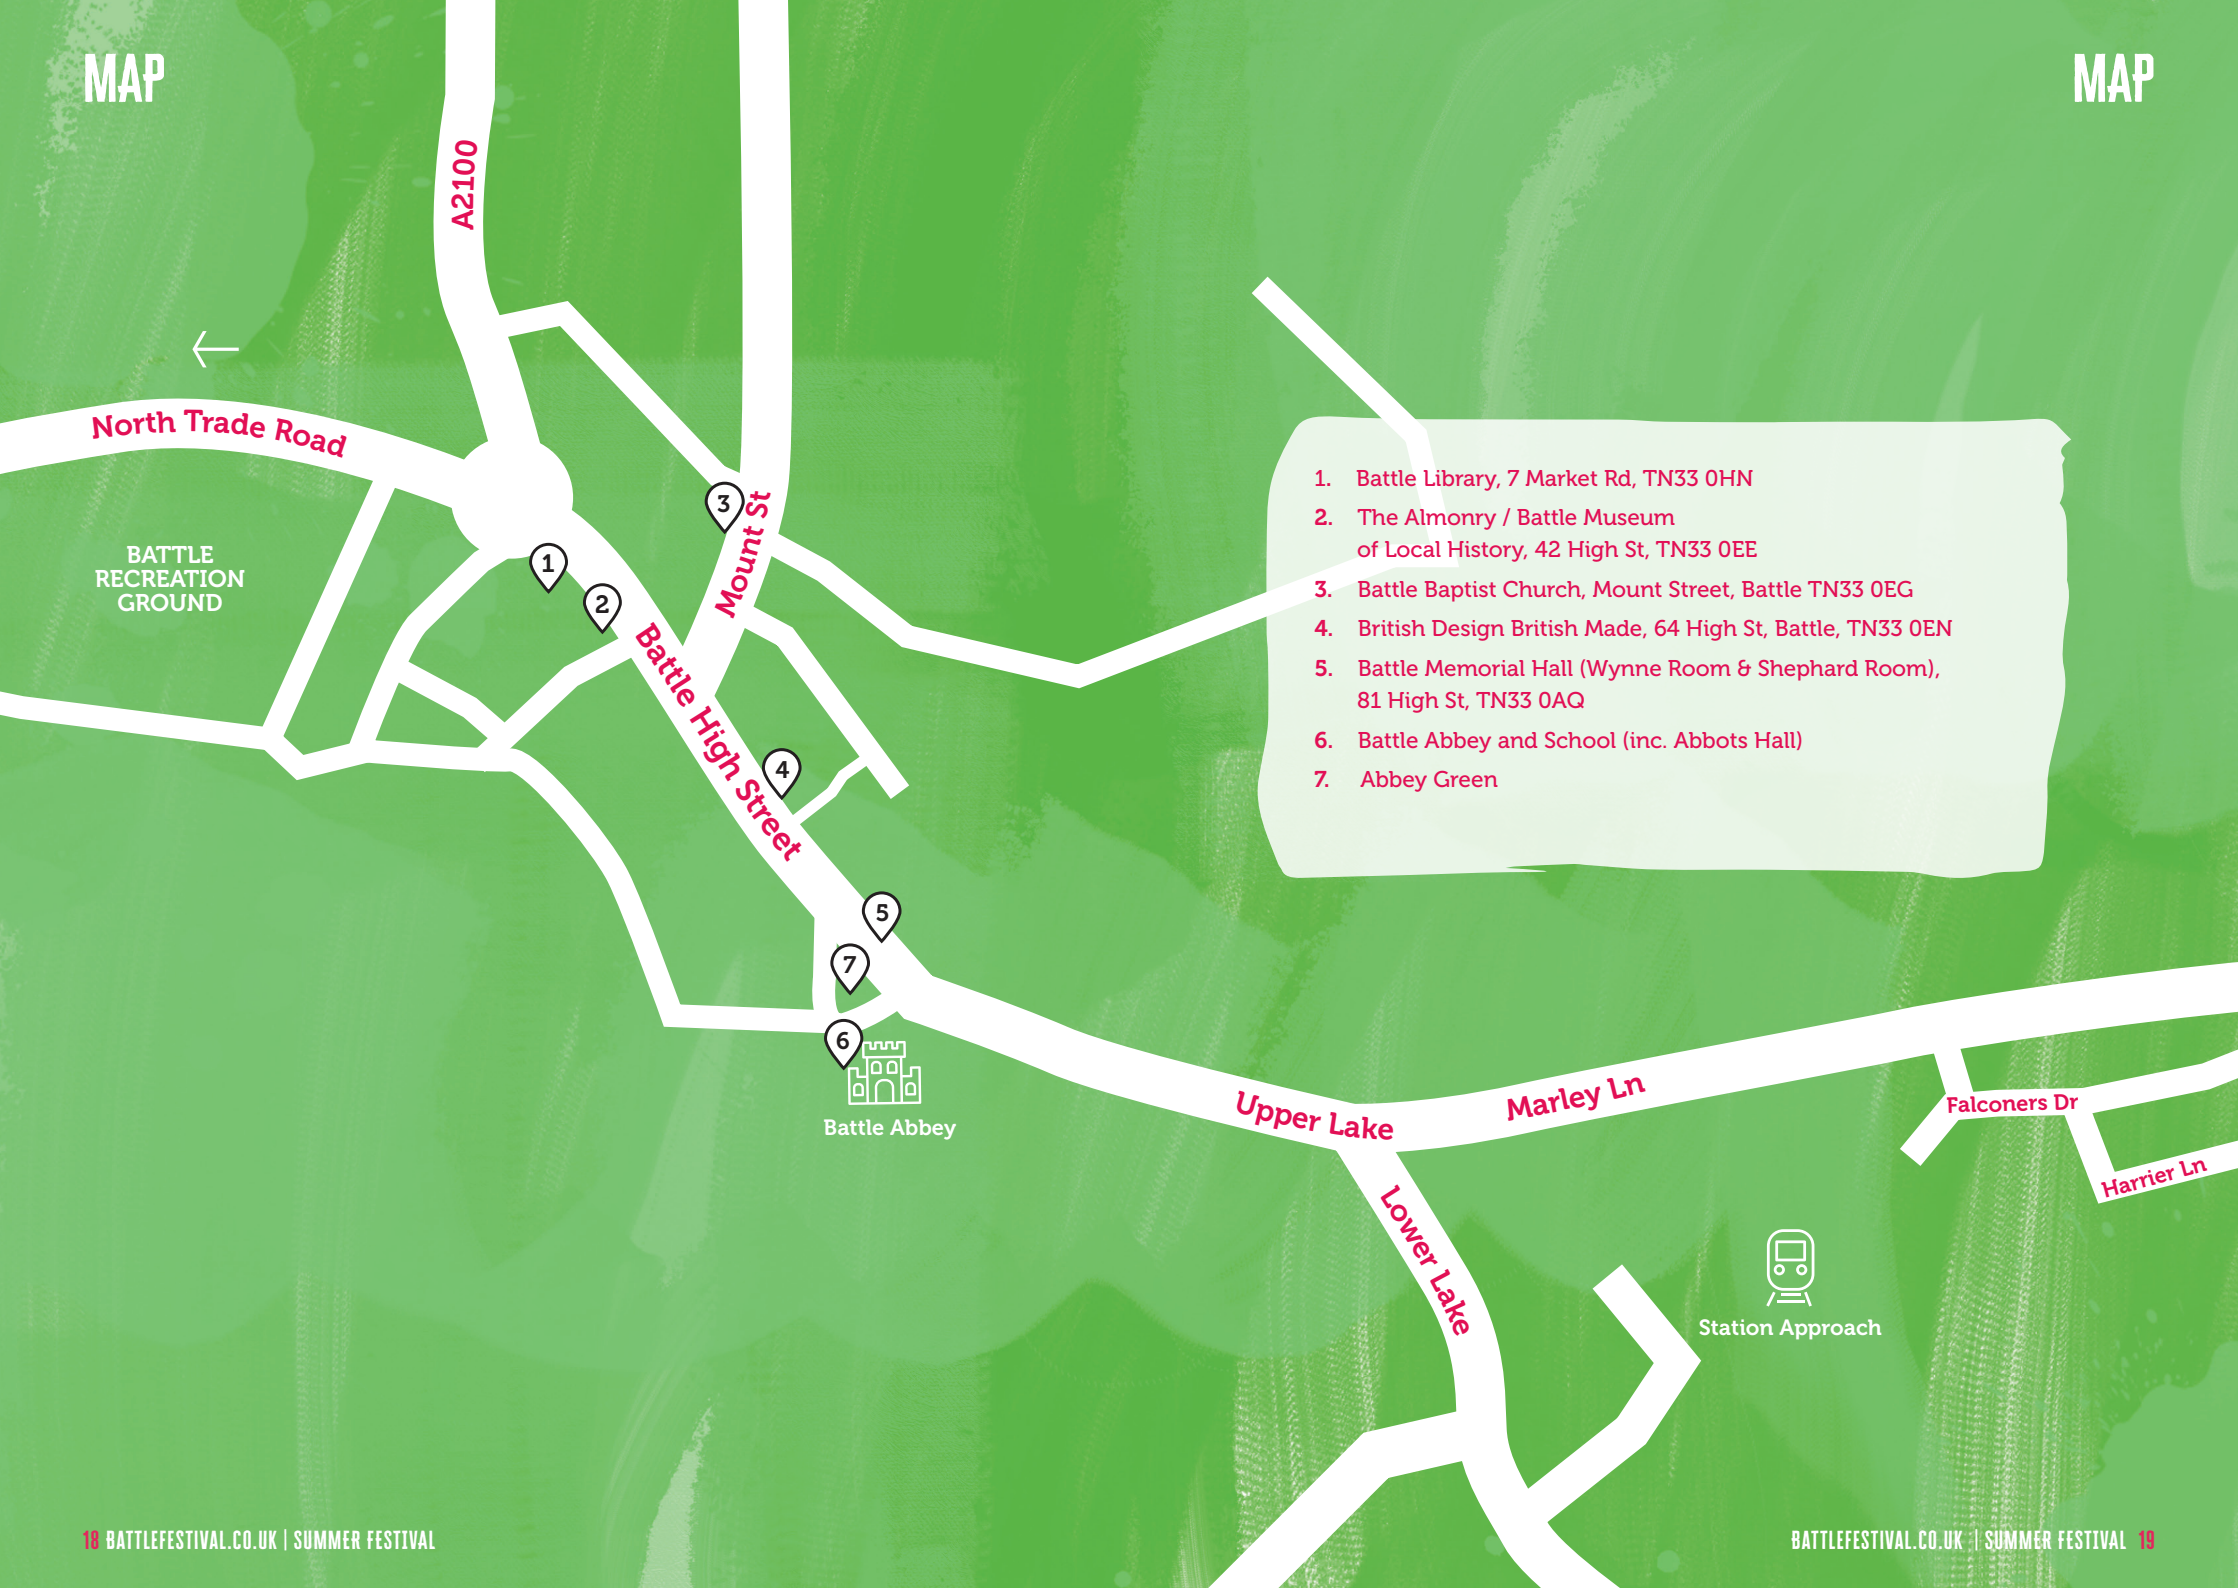 MAP
MAP
A2100
North Trade Road
BATTLE
RECREATION
GROUND
Mount St
Battle High Street
1
2
3
4
5
7
6
Battle Abbey
1. Battle Library, 7 Market Rd, TN33 0HN
2. The Almonry / Battle Museum
of Local History, 42 High St, TN33 0EE
3. Battle Baptist Church, Mount Street, Battle TN33 0EG
4. British Design British Made, 64 High St, Battle, TN33 0EN
5. Battle Memorial Hall (Wynne Room & Shephard Room),
81 High St, TN33 0AQ
6. Battle Abbey and School (inc. Abbots Hall)
7. Abbey Green
Upper Lake
Marley Ln
Falconers Dr
Harrier Ln
Lower Lake
Station Approach
18 BATTLEFESTIVAL.CO.UK | SUMMER FESTIVAL
BATTLEFESTIVAL.CO.UK | SUMMER FESTIVAL 19